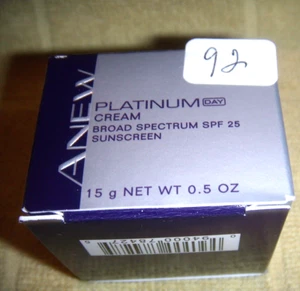 92
ANEW
PLATINUM DAY
CREAM
BROAD SPECTRUM SPF 25
SUNSCREEN
15 g NET WT 0.5 OZ